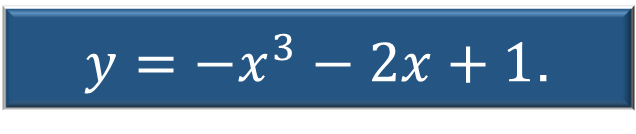 y = −x³ − 2x + 1.